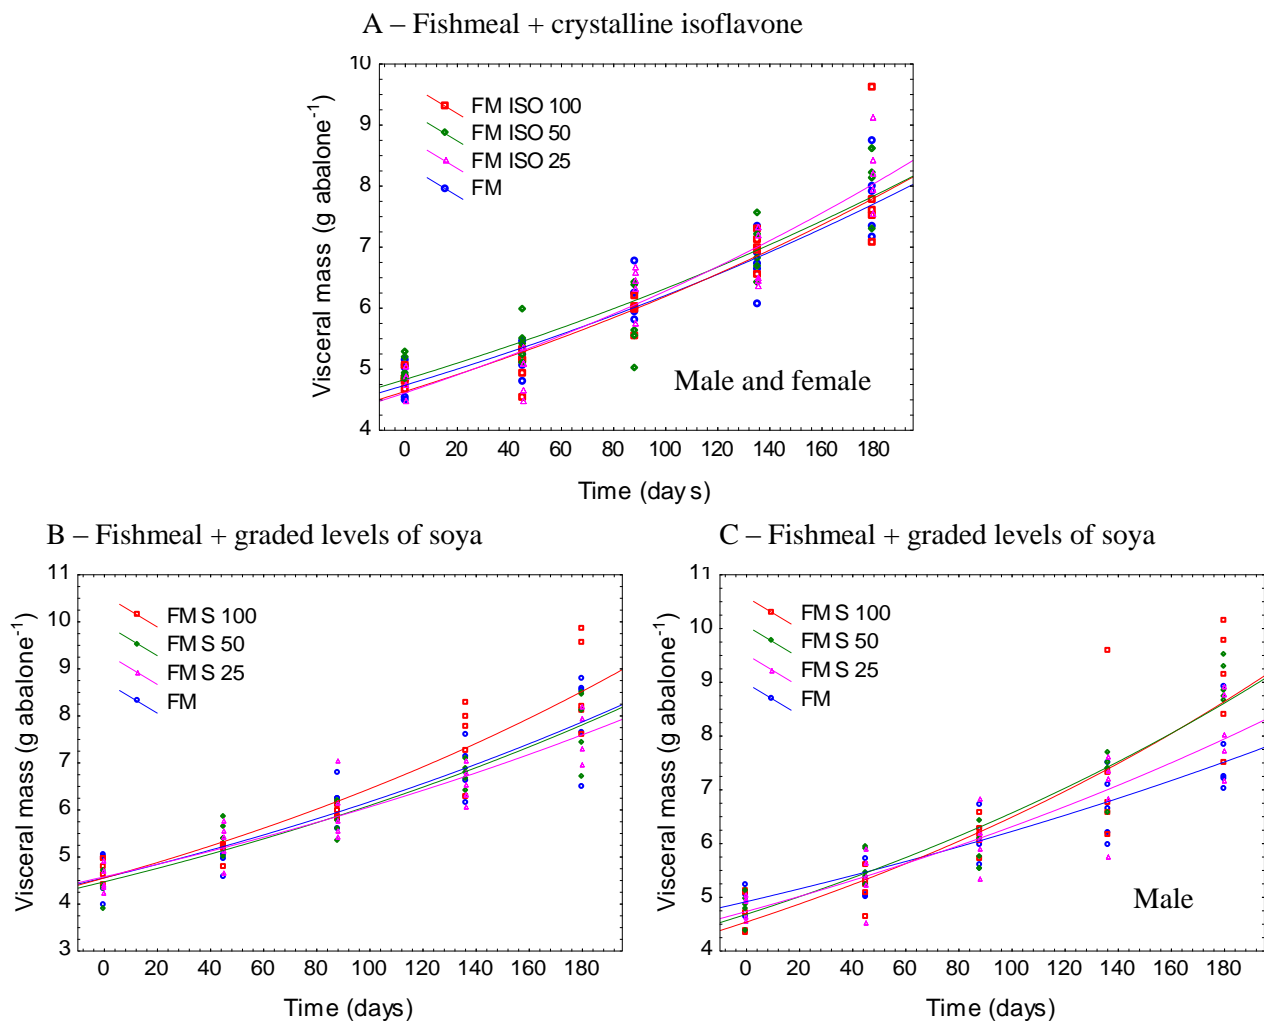 A – Fishmeal + crystalline isoflavone
10
9
8
7
6
5
4
Visceral mass (g abalone⁻¹)
FM ISO 100
FM ISO 50
FM ISO 25
FM
Male and female
0 20 40 60 80 100 120 140 160 180
Time (days)
B – Fishmeal + graded levels of soya
11
10
9
8
7
6
5
4
3
Visceral mass (g abalone⁻¹)
FM S 100
FM S 50
FM S 25
FM
0 20 40 60 80 100 120 140 160 180
Time (days)
C – Fishmeal + graded levels of soya
11
10
9
8
7
6
5
4
Visceral mass (g abalone⁻¹)
FM S 100
FM S 50
FM S 25
FM
Male
0 20 40 60 80 100 120 140 160 180
Time (days)